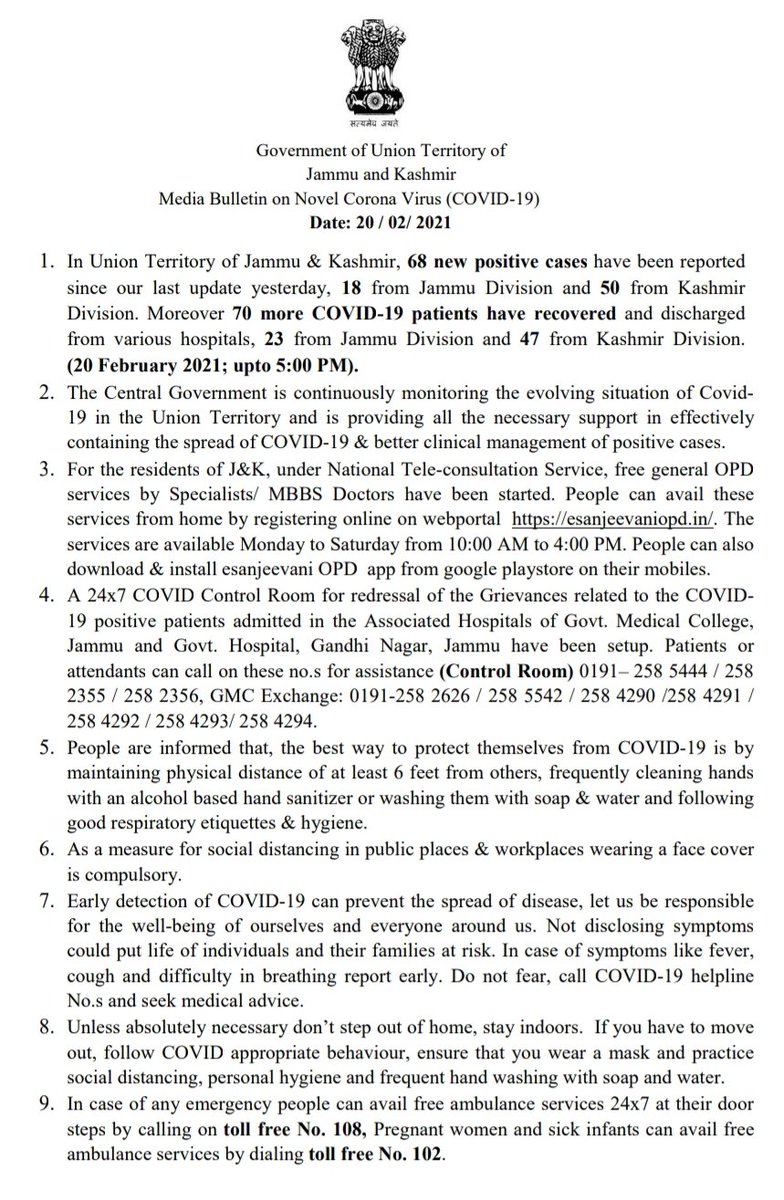 सत्यमेव जयते
Government of Union Territory of
Jammu and Kashmir
Media Bulletin on Novel Corona Virus (COVID-19)
Date: 20 / 02/ 2021
1. In Union Territory of Jammu & Kashmir, 68 new positive cases have been reported
since our last update yesterday, 18 from Jammu Division and 50 from Kashmir
Division. Moreover 70 more COVID-19 patients have recovered and discharged
from various hospitals, 23 from Jammu Division and 47 from Kashmir Division.
(20 February 2021; upto 5:00 PM).
2. The Central Government is continuously monitoring the evolving situation of Covid-
19 in the Union Territory and is providing all the necessary support in effectively
containing the spread of COVID-19 & better clinical management of positive cases.
3. For the residents of J&K, under National Tele-consultation Service, free general OPD
services by Specialists/ MBBS Doctors have been started. People can avail these
services from home by registering online on webportal https://esanjeevaniopd.in/. The
services are available Monday to Saturday from 10:00 AM to 4:00 PM. People can also
download & install esanjeevani OPD app from google playstore on their mobiles.
4. A 24x7 COVID Control Room for redressal of the Grievances related to the COVID-
19 positive patients admitted in the Associated Hospitals of Govt. Medical College,
Jammu and Govt. Hospital, Gandhi Nagar, Jammu have been setup. Patients or
attendants can call on these no.s for assistance (Control Room) 0191– 258 5444 / 258
2355 / 258 2356, GMC Exchange: 0191-258 2626 / 258 5542 / 258 4290 /258 4291 /
258 4292 / 258 4293/ 258 4294.
5. People are informed that, the best way to protect themselves from COVID-19 is by
maintaining physical distance of at least 6 feet from others, frequently cleaning hands
with an alcohol based hand sanitizer or washing them with soap & water and following
good respiratory etiquettes & hygiene.
6. As a measure for social distancing in public places & workplaces wearing a face cover
is compulsory.
7. Early detection of COVID-19 can prevent the spread of disease, let us be responsible
for the well-being of ourselves and everyone around us. Not disclosing symptoms
could put life of individuals and their families at risk. In case of symptoms like fever,
cough and difficulty in breathing report early. Do not fear, call COVID-19 helpline
No.s and seek medical advice.
8. Unless absolutely necessary don’t step out of home, stay indoors. If you have to move
out, follow COVID appropriate behaviour, ensure that you wear a mask and practice
social distancing, personal hygiene and frequent hand washing with soap and water.
9. In case of any emergency people can avail free ambulance services 24x7 at their door
steps by calling on toll free No. 108, Pregnant women and sick infants can avail free
ambulance services by dialing toll free No. 102.